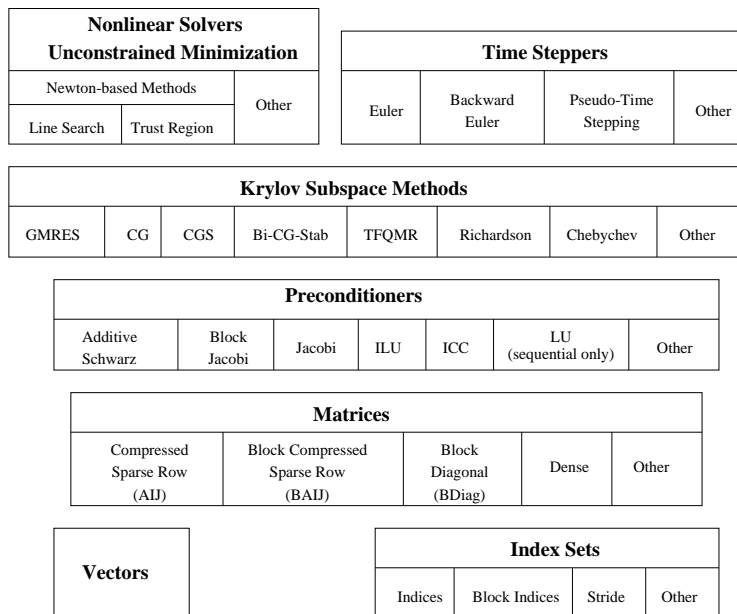 Nonlinear Solvers
Unconstrained Minimization
Newton-based Methods
Other
Line Search
Trust Region
Time Steppers
Euler
Backward
Euler
Pseudo-Time
Stepping
Other
Krylov Subspace Methods
GMRES
CG
CGS
Bi-CG-Stab
TFQMR
Richardson
Chebychev
Other
Preconditioners
Additive
Schwarz
Block
Jacobi
Jacobi
ILU
ICC
LU
(sequential only)
Other
Matrices
Compressed
Sparse Row
(AIJ)
Block Compressed
Sparse Row
(BAIJ)
Block
Diagonal
(BDiag)
Dense
Other
Vectors
Index Sets
Indices
Block Indices
Stride
Other